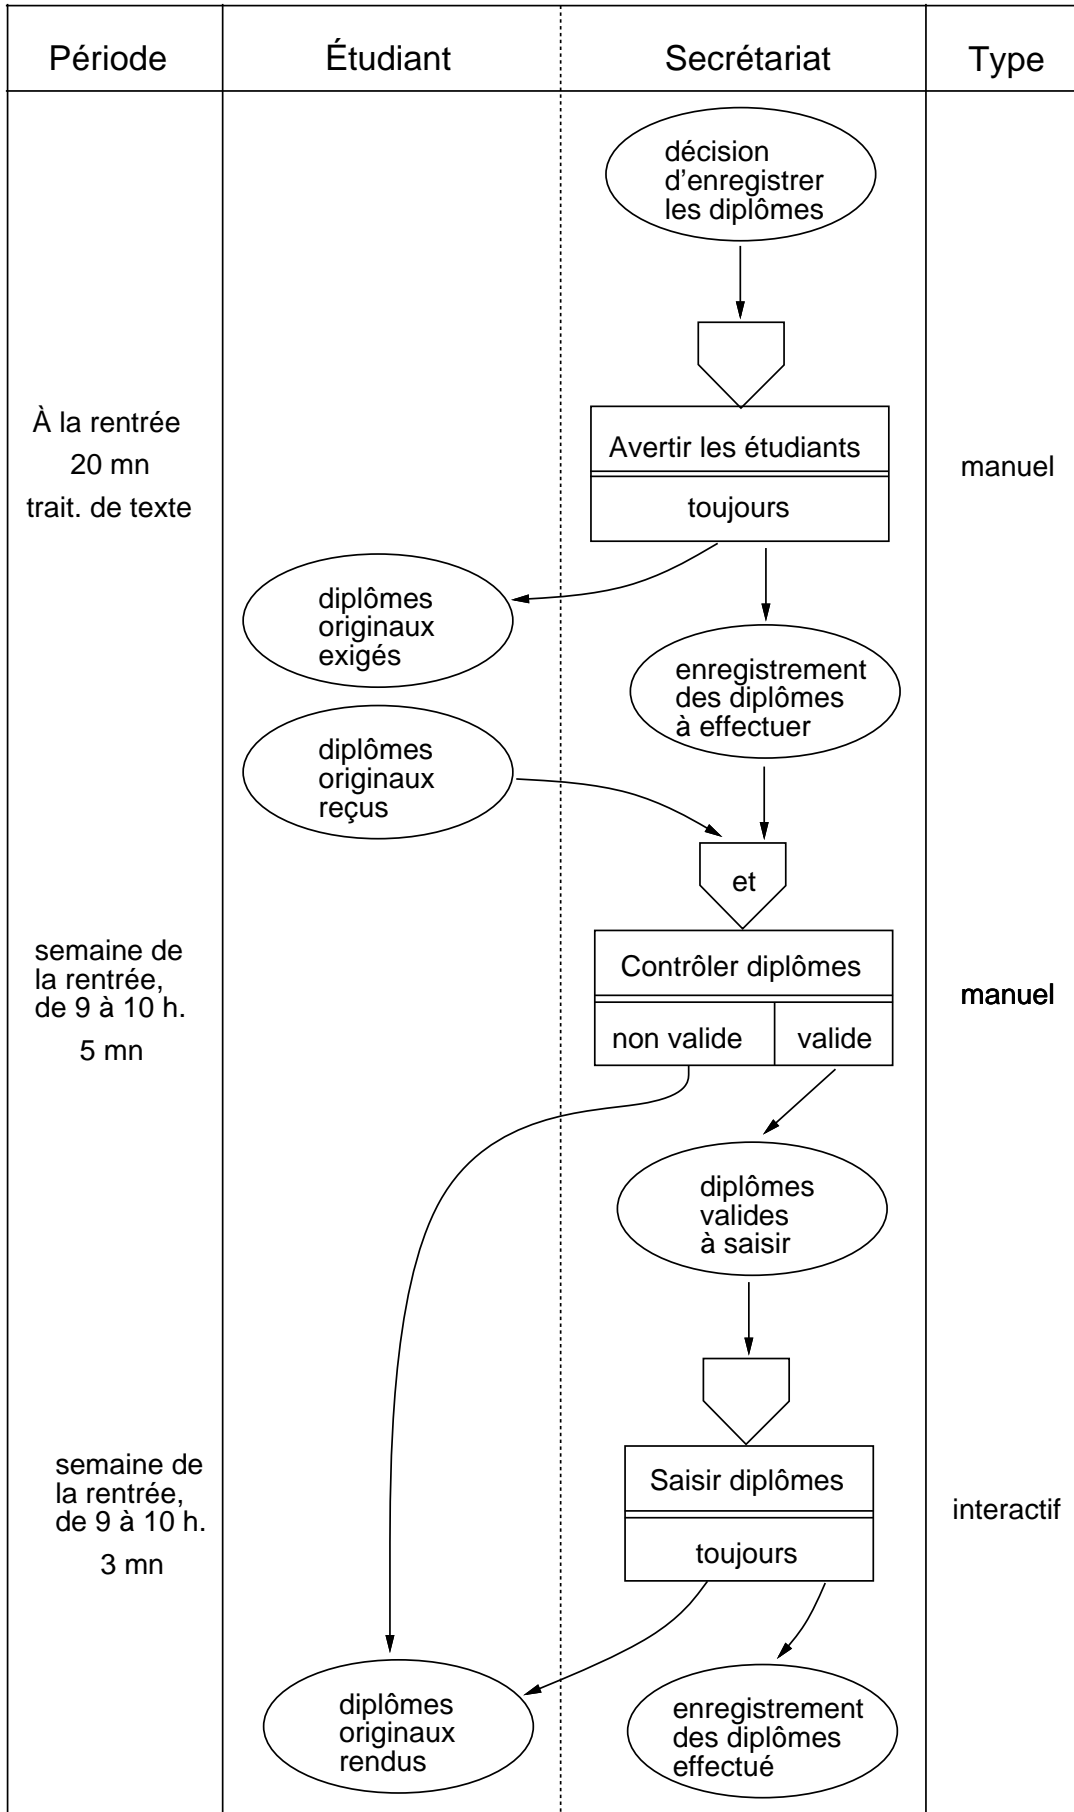 Période
Étudiant
Secrétariat
Type
décision
d'enregistrer
les diplômes
À la rentrée
20 mn
trait. de texte
Avertir les étudiants
toujours
manuel
diplômes
originaux
exigés
enregistrement
des diplômes
à effectuer
diplômes
originaux
reçus
et
semaine de
la rentrée,
de 9 à 10 h.
5 mn
Contrôler diplômes
non valide
valide
manuel
diplômes
valides
à saisir
semaine de
la rentrée,
de 9 à 10 h.
3 mn
Saisir diplômes
toujours
interactif
diplômes
originaux
rendus
enregistrement
des diplômes
effectué